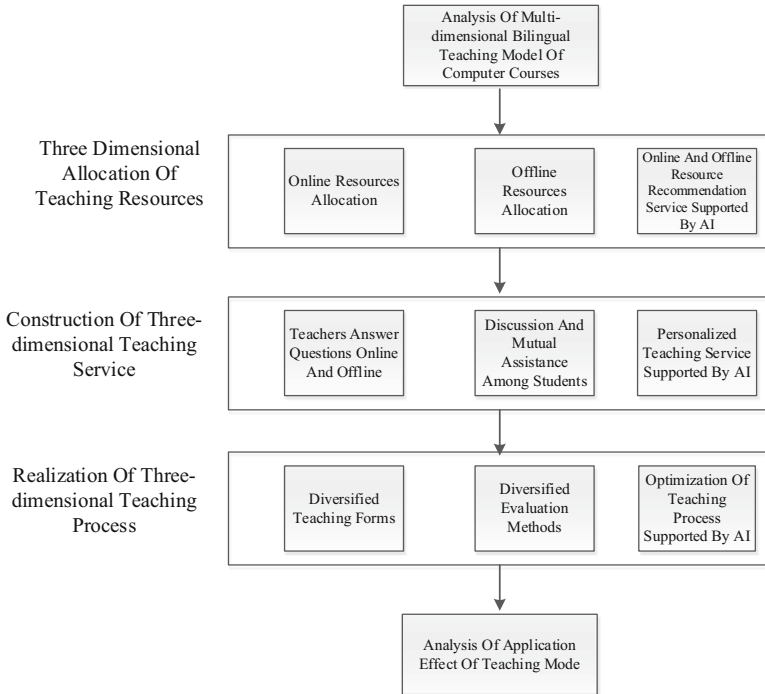 Analysis Of Multi-
dimensional Bilingual
Teaching Model Of
Computer Courses
Three Dimensional
Allocation Of
Teaching Resources
Online Resources
Allocation
Offline
Resources
Allocation
Online And Offline
Resource
Recommendation
Service Supported
By AI
Construction Of Three-
dimensional Teaching
Service
Teachers Answer
Questions Online
And Offline
Discussion And
Mutual
Assistance
Among Students
Personalized
Teaching Service
Supported By AI
Realization Of Three-
dimensional Teaching
Process
Diversified
Teaching Forms
Diversified
Evaluation
Methods
Optimization Of
Teaching
Process
Supported By AI
Analysis Of Application
Effect Of Teaching Mode